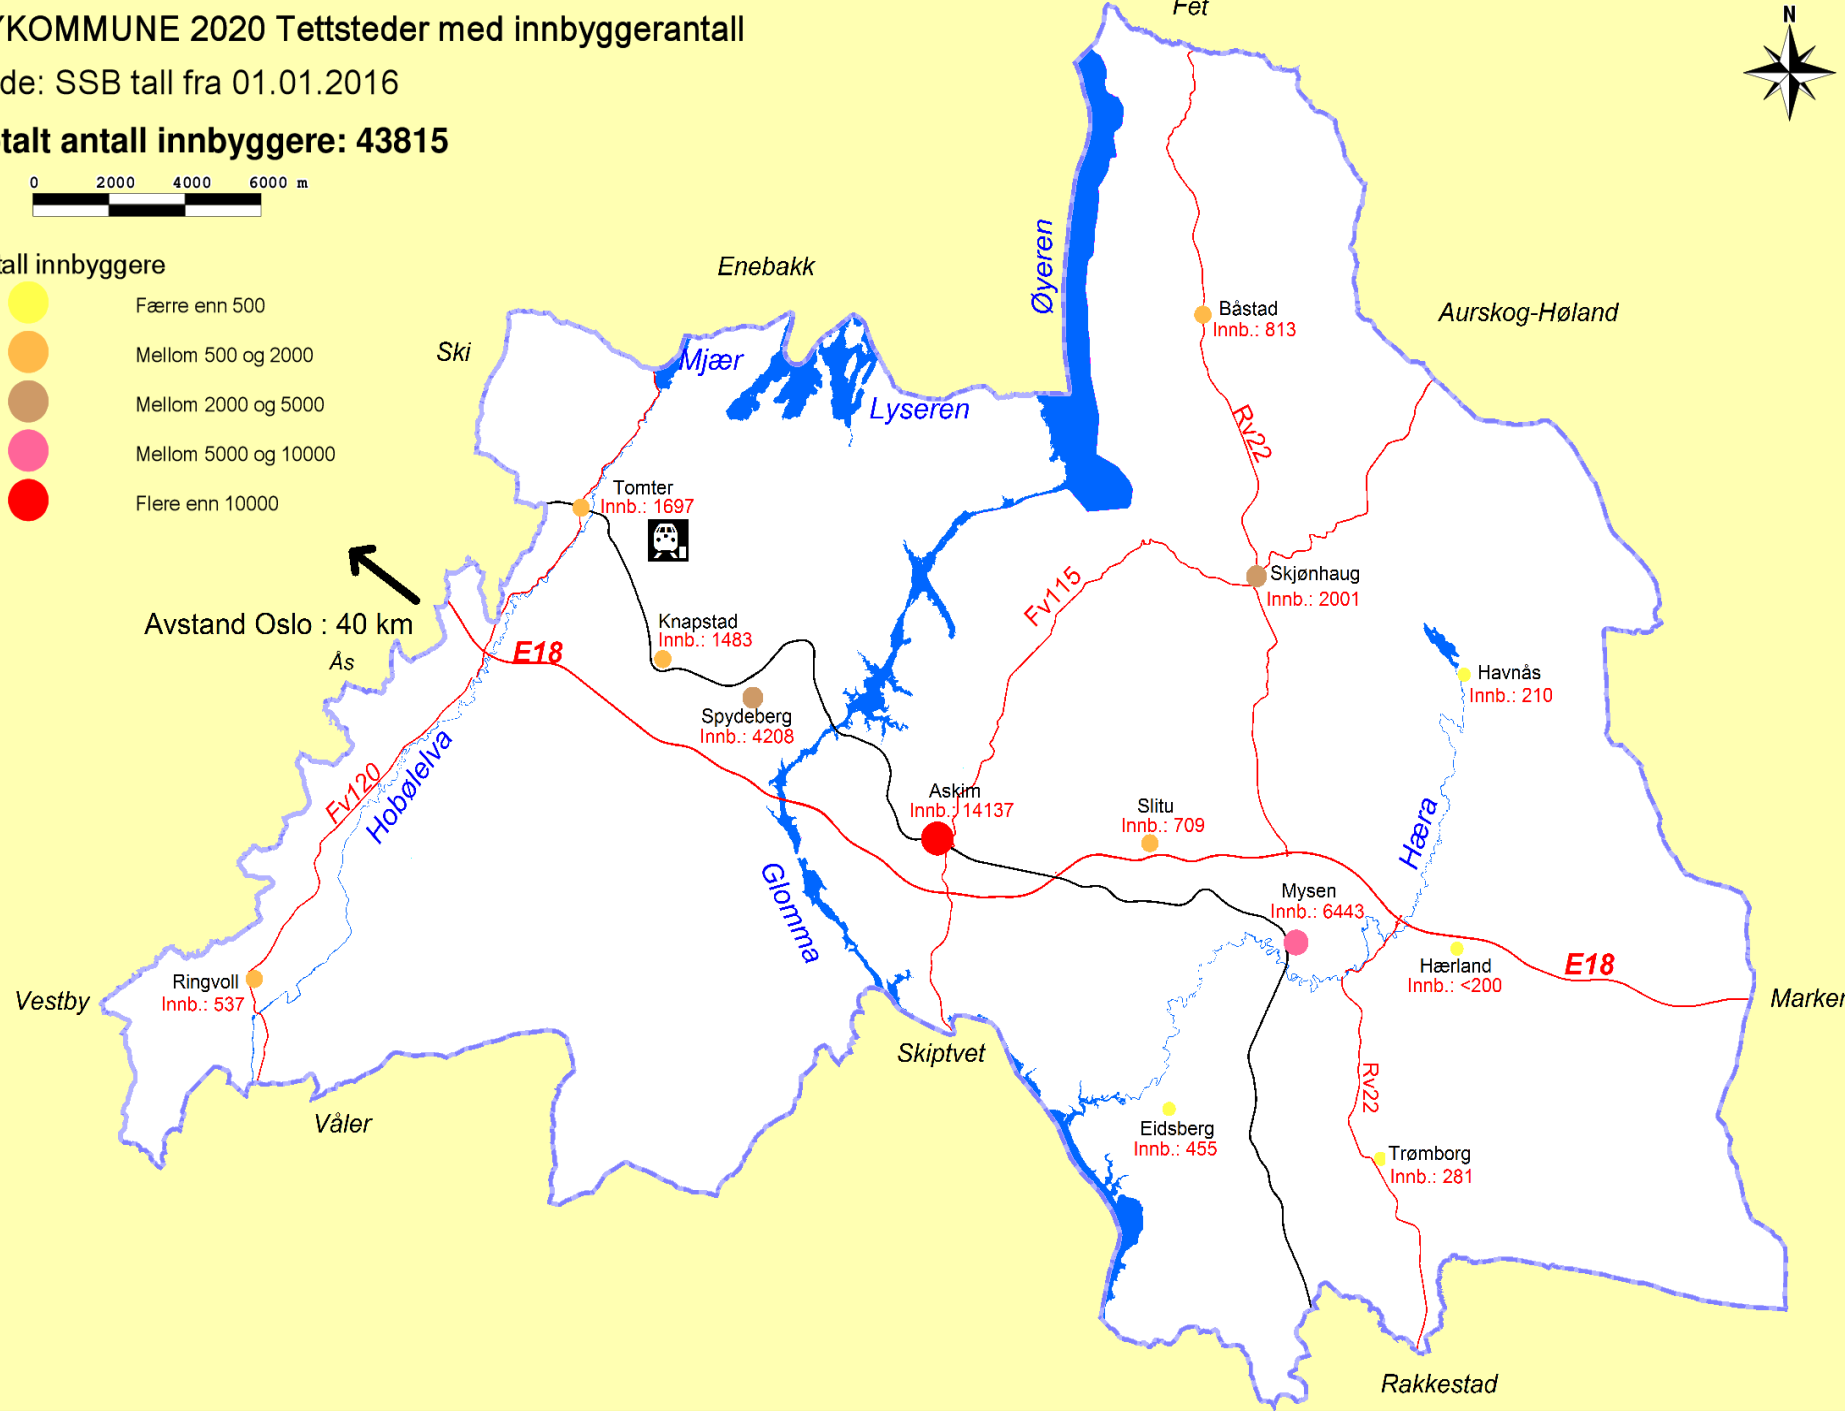 YKOMMUNE 2020 Tettsteder med innbyggerantall
de: SSB tall fra 01.01.2016
talt antall innbyggere: 43815
0 2000 4000 6000 m
tall innbyggere
Færre enn 500
Mellom 500 og 2000
Mellom 2000 og 5000
Mellom 5000 og 10000
Flere enn 10000
Avstand Oslo : 40 km
N
Fet
Enebakk
Ski
Aurskog-Høland
Øyeren
Mjær
Lyseren
Båstad
Innb.: 813
Rv22
Tomter
Innb.: 1697
Skjønhaug
Innb.: 2001
Fv115
Knapstad
Innb.: 1483
Ås
E18
Havnås
Innb.: 210
Spydeberg
Innb.: 4208
Fv120
Hobølelva
Askim
Innb.: 14137
Slitu
Innb.: 709
Hæra
Glomma
Mysen
Innb.: 6443
Hærland
Innb.: <200
E18
Ringvoll
Innb.: 537
Vestby
Marker
Skiptvet
Våler
Rv22
Eidsberg
Innb.: 455
Trømborg
Innb.: 281
Rakkestad